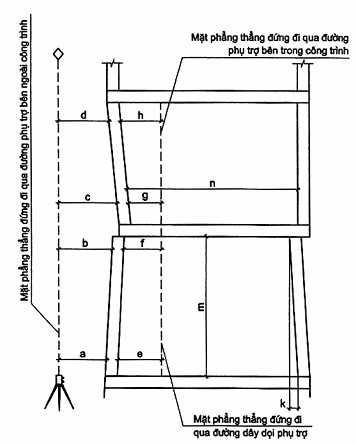 Mặt phẳng thẳng đứng đi qua đường
phụ trợ bên trong công trình
Mặt phẳng thẳng đứng đi qua đường phụ trợ bên ngoài công trình
d
h
n
c
g
b
f
m
a
e
k
Mặt phẳng thẳng đứng đi
qua đường dây dọi phụ trợ